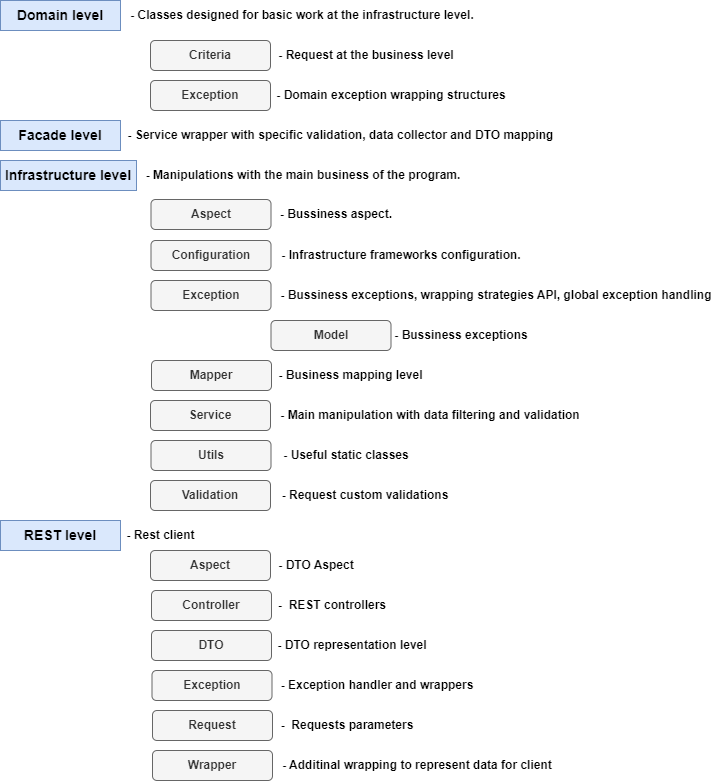 Domain level - Classes designed for basic work at the infrastructure level.
Criteria - Request at the business level
Exception - Domain exception wrapping structures
Facade level - Service wrapper with specific validation, data collector and DTO mapping
Infrastructure level - Manipulations with the main business of the program.
Aspect - Bussiness aspect.
Configuration - Infrastructure frameworks configuration.
Exception - Bussiness exceptions, wrapping strategies API, global exception handling
Model - Bussiness exceptions
Mapper - Business mapping level
Service - Main manipulation with data filtering and validation
Utils - Useful static classes
Validation - Request custom validations
REST level - Rest client
Aspect - DTO Aspect
Controller - REST controllers
DTO - DTO representation level
Exception - Exception handler and wrappers
Request - Requests parameters
Wrapper - Additinal wrapping to represent data for client